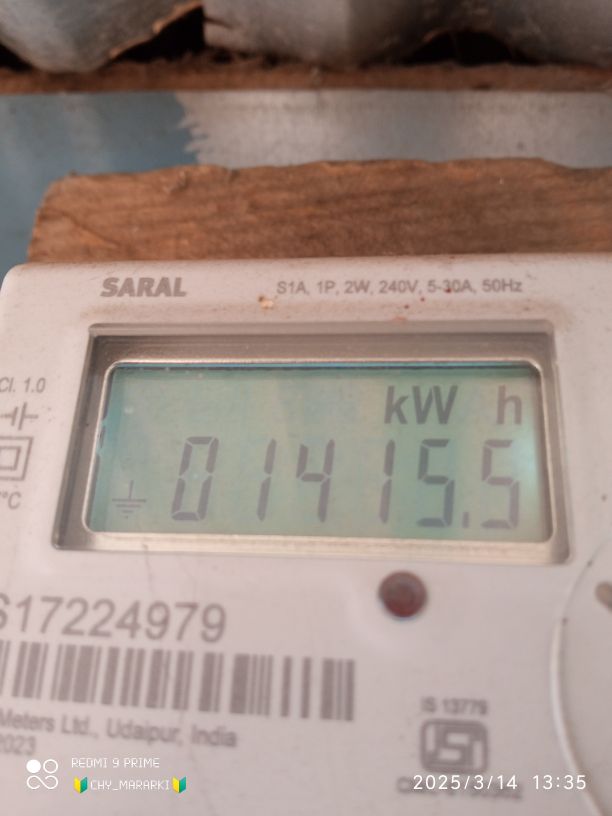 SARAL
S1A, 1P, 2W, 240V, 5-30A, 50Hz
Cl. 1.0
kW h
01415.5
°C
S17224979
Meters Ltd., Udaipur, India
2023
IS 13779
REDMI 9 PRIME
CHY_MARARKI
2025/3/14 13:35